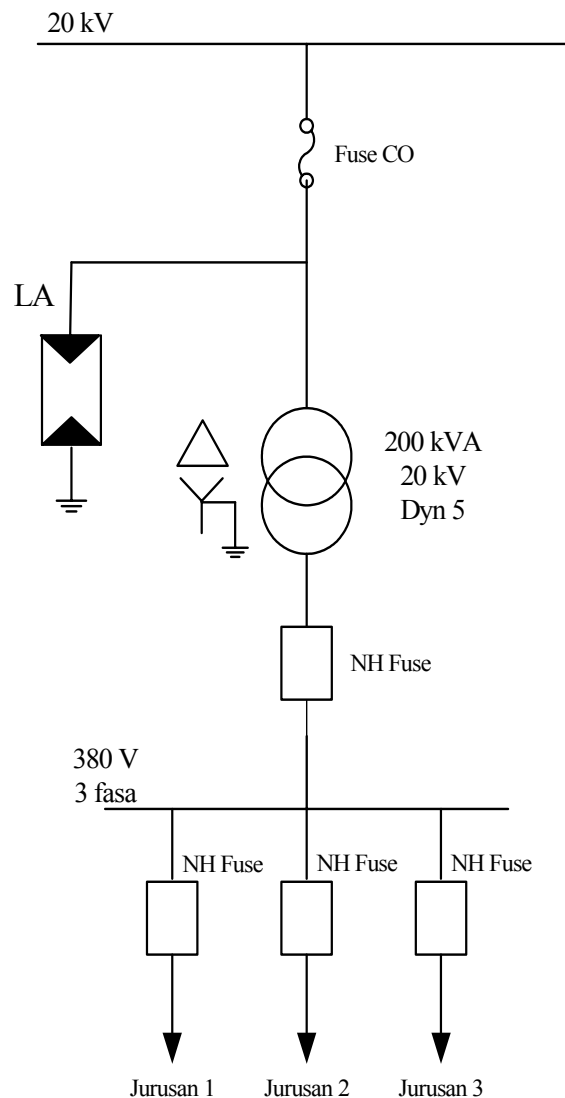 20 kV
Fuse CO
LA
200 kVA
20 kV
Dyn 5
NH Fuse
380 V
3 fasa
NH Fuse
NH Fuse
NH Fuse
Jurusan 1
Jurusan 2
Jurusan 3